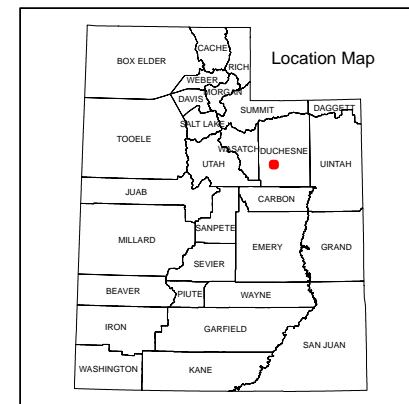 Location Map
CACHE
BOX ELDER
RICH
WEBER
MORGAN
DAVIS
SUMMIT
DAGGETT
SALT LAKE
TOOELE
WASATCH
DUCHESNE
UTAH
UINTAH
JUAB
CARBON
SANPETE
MILLARD
EMERY
GRAND
SEVIER
BEAVER
PIUTE
WAYNE
IRON
GARFIELD
SAN JUAN
WASHINGTON
KANE